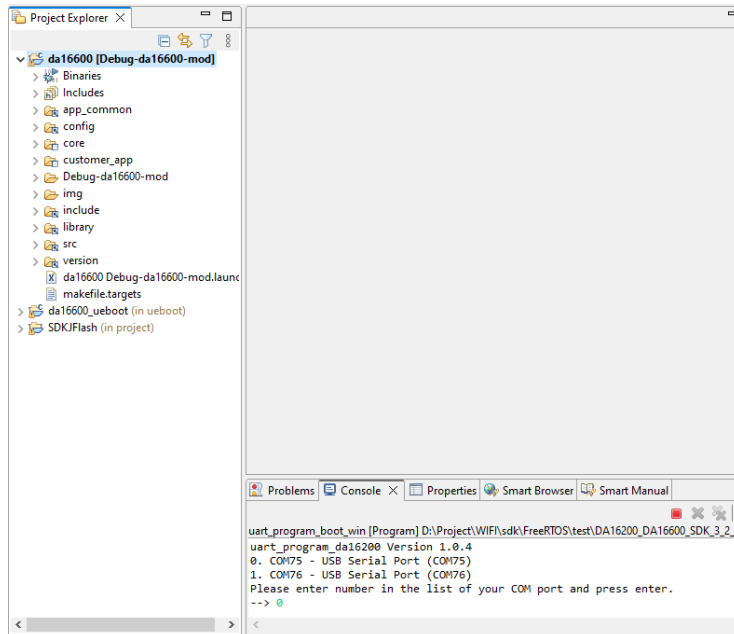 Project Explorer
da16600 [Debug-da16600-mod]
Binaries
Includes
app_common
config
core
customer_app
Debug-da16600-mod
img
include
library
src
version
da16600 Debug-da16600-mod.launc
makefile.targets
da16600_ueboot (in ueboot)
SDKJFlash (in project)
Problems Console Properties Smart Browser Smart Manual
uart_program_boot_win [Program] D:\Project\WIFI\sdk\FreeRTOS\test\DA16200_DA16600_SDK_3_2_
uart_program_da16200 Version 1.0.4
0. COM75 - USB Serial Port (COM75)
1. COM76 - USB Serial Port (COM76)
Please enter number in the list of your COM port and press enter.
--> 0